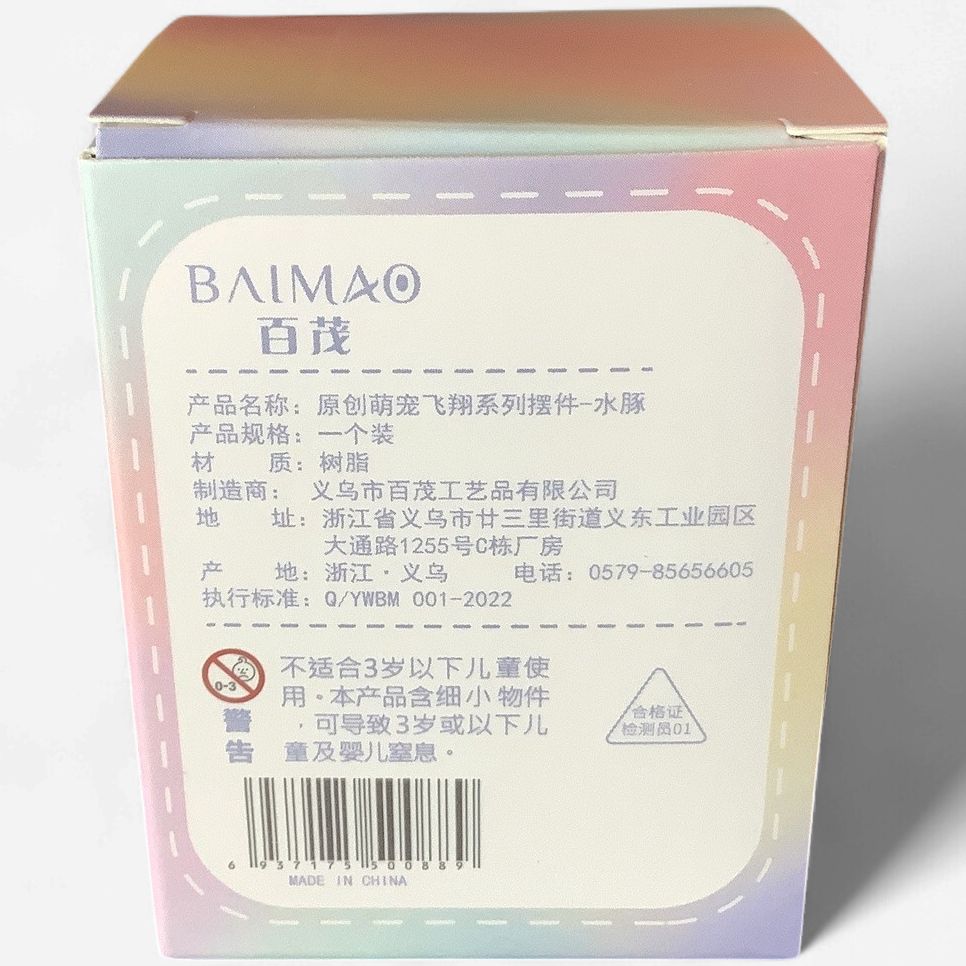 BAIMAO
百茂
产品名称：原创萌宠飞翔系列摆件-水豚
产品规格：一个装
材 质：树脂
制造商： 义乌市百茂工艺品有限公司
地 址：浙江省义乌市廿三里街道义东工业园区
大通路1255号C栋厂房
产 地：浙江·义乌 电话：0579-85656605
执行标准：Q/YWBM 001-2022
0-3
警告
不适合3岁以下儿童使
用。本产品含细小物件
，可导致3岁或以下儿
童及婴儿窒息。
合格证
检测员01
6 937175 500889
MADE IN CHINA